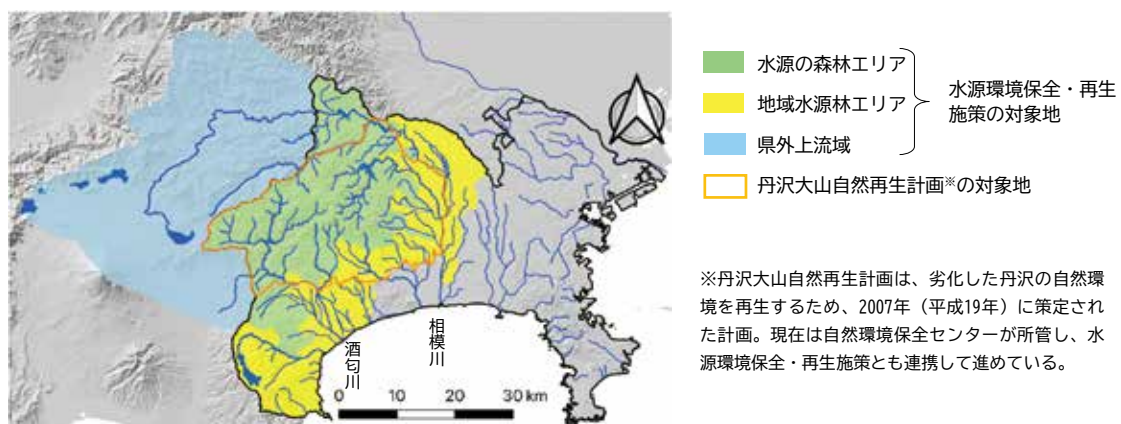 水源の森林エリア
地域水源林エリア
県外上流域
水源環境保全・再生
施策の対象地
丹沢大山自然再生計画※の対象地
※丹沢大山自然再生計画は、劣化した丹沢の自然環
境を再生するため、2007年（平成19年）に策定され
た計画。現在は自然環境保全センターが所管し、水
源環境保全・再生施策とも連携して進めている。
酒匂川
相模川
0 10 20 30 km